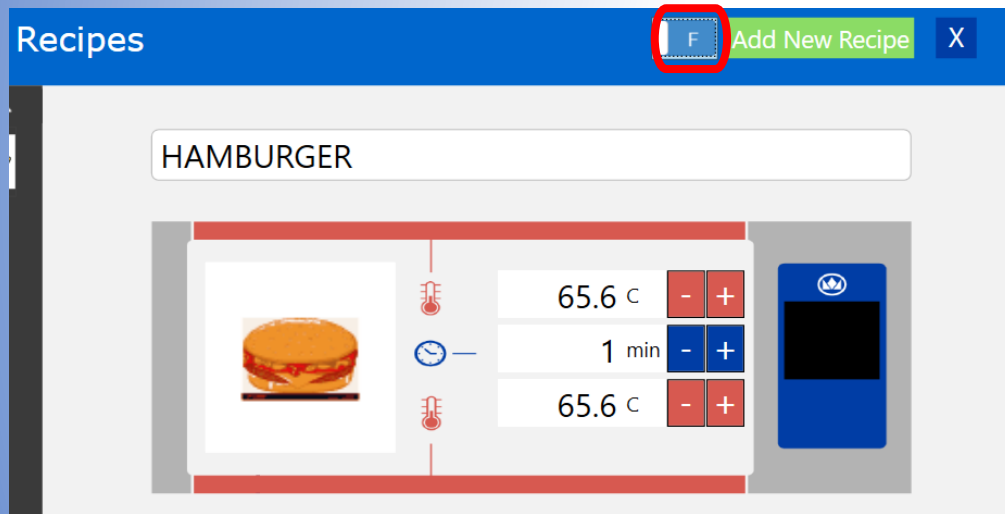 Recipes
F
Add New Recipe
X
HAMBURGER
65.6 C - +
1 min - +
65.6 C - +